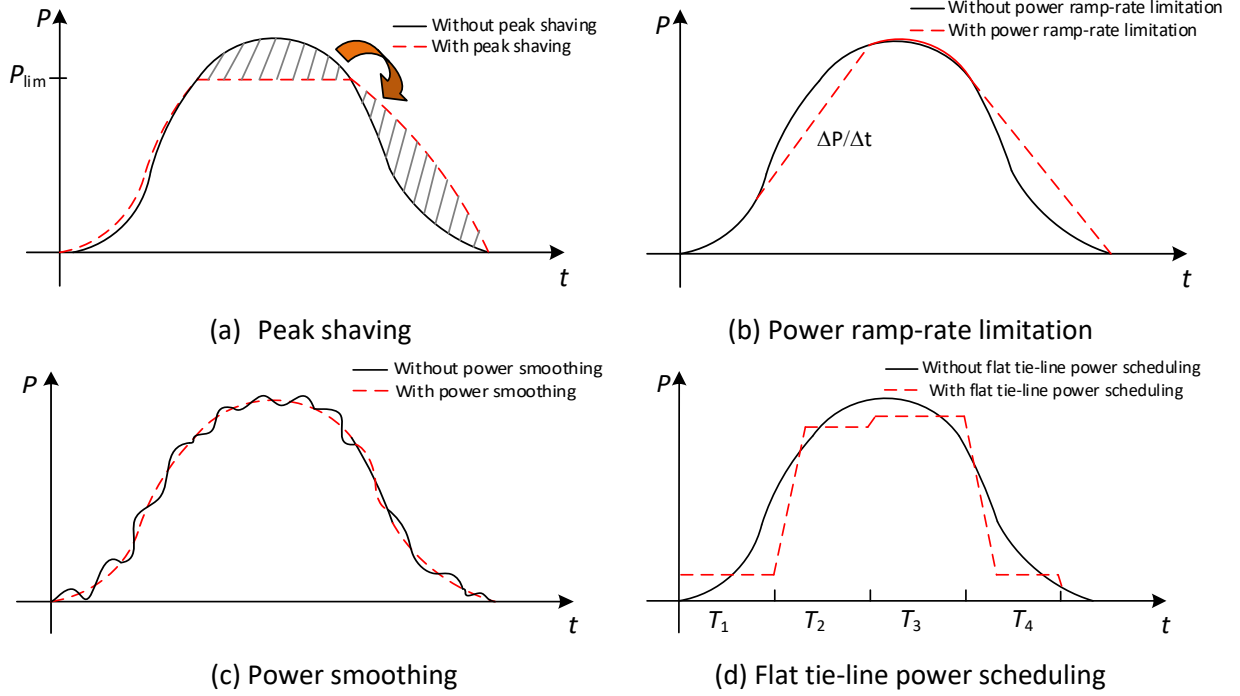 P
Without peak shaving
With peak shaving
Plim
t
(a) Peak shaving
P
Without power ramp-rate limitation
With power ramp-rate limitation
ΔP/Δt
t
(b) Power ramp-rate limitation
P
Without power smoothing
With power smoothing
t
(c) Power smoothing
P
Without flat tie-line power scheduling
With flat tie-line power scheduling
T1 T2 T3 T4
t
(d) Flat tie-line power scheduling